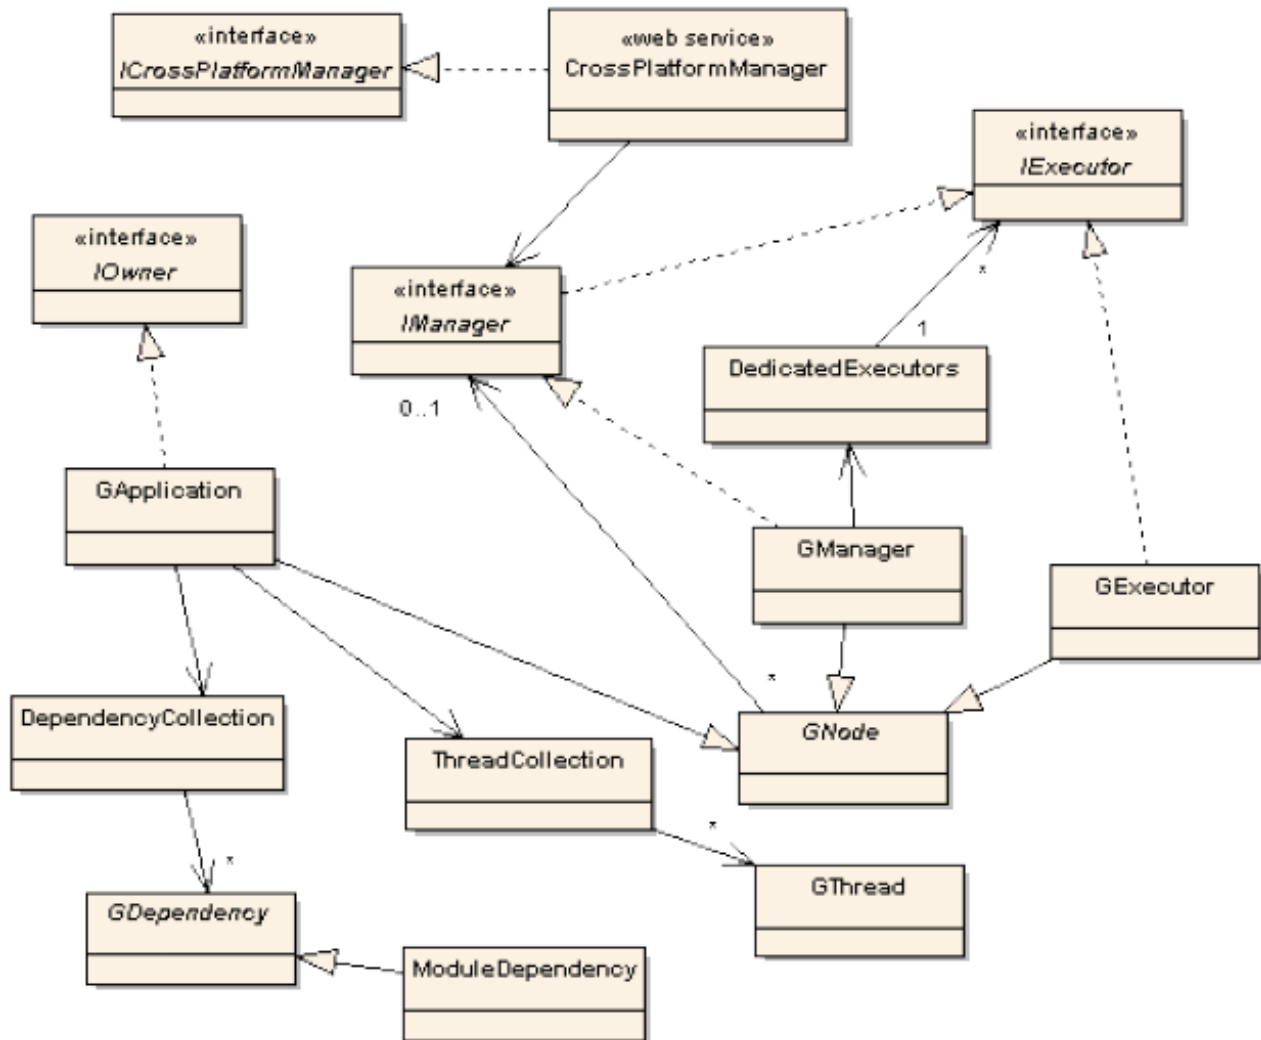 «interface»
ICrossPlatformManager
«web service»
CrossPlatformManager
«interface»
IExecutor
«interface»
IOwner
«interface»
IManager
*
1
DedicatedExecutors
0..1
GApplication
GManager
GExecutor
*
DependencyCollection
GNode
ThreadCollection
*
*
GThread
GDependency
ModuleDependency